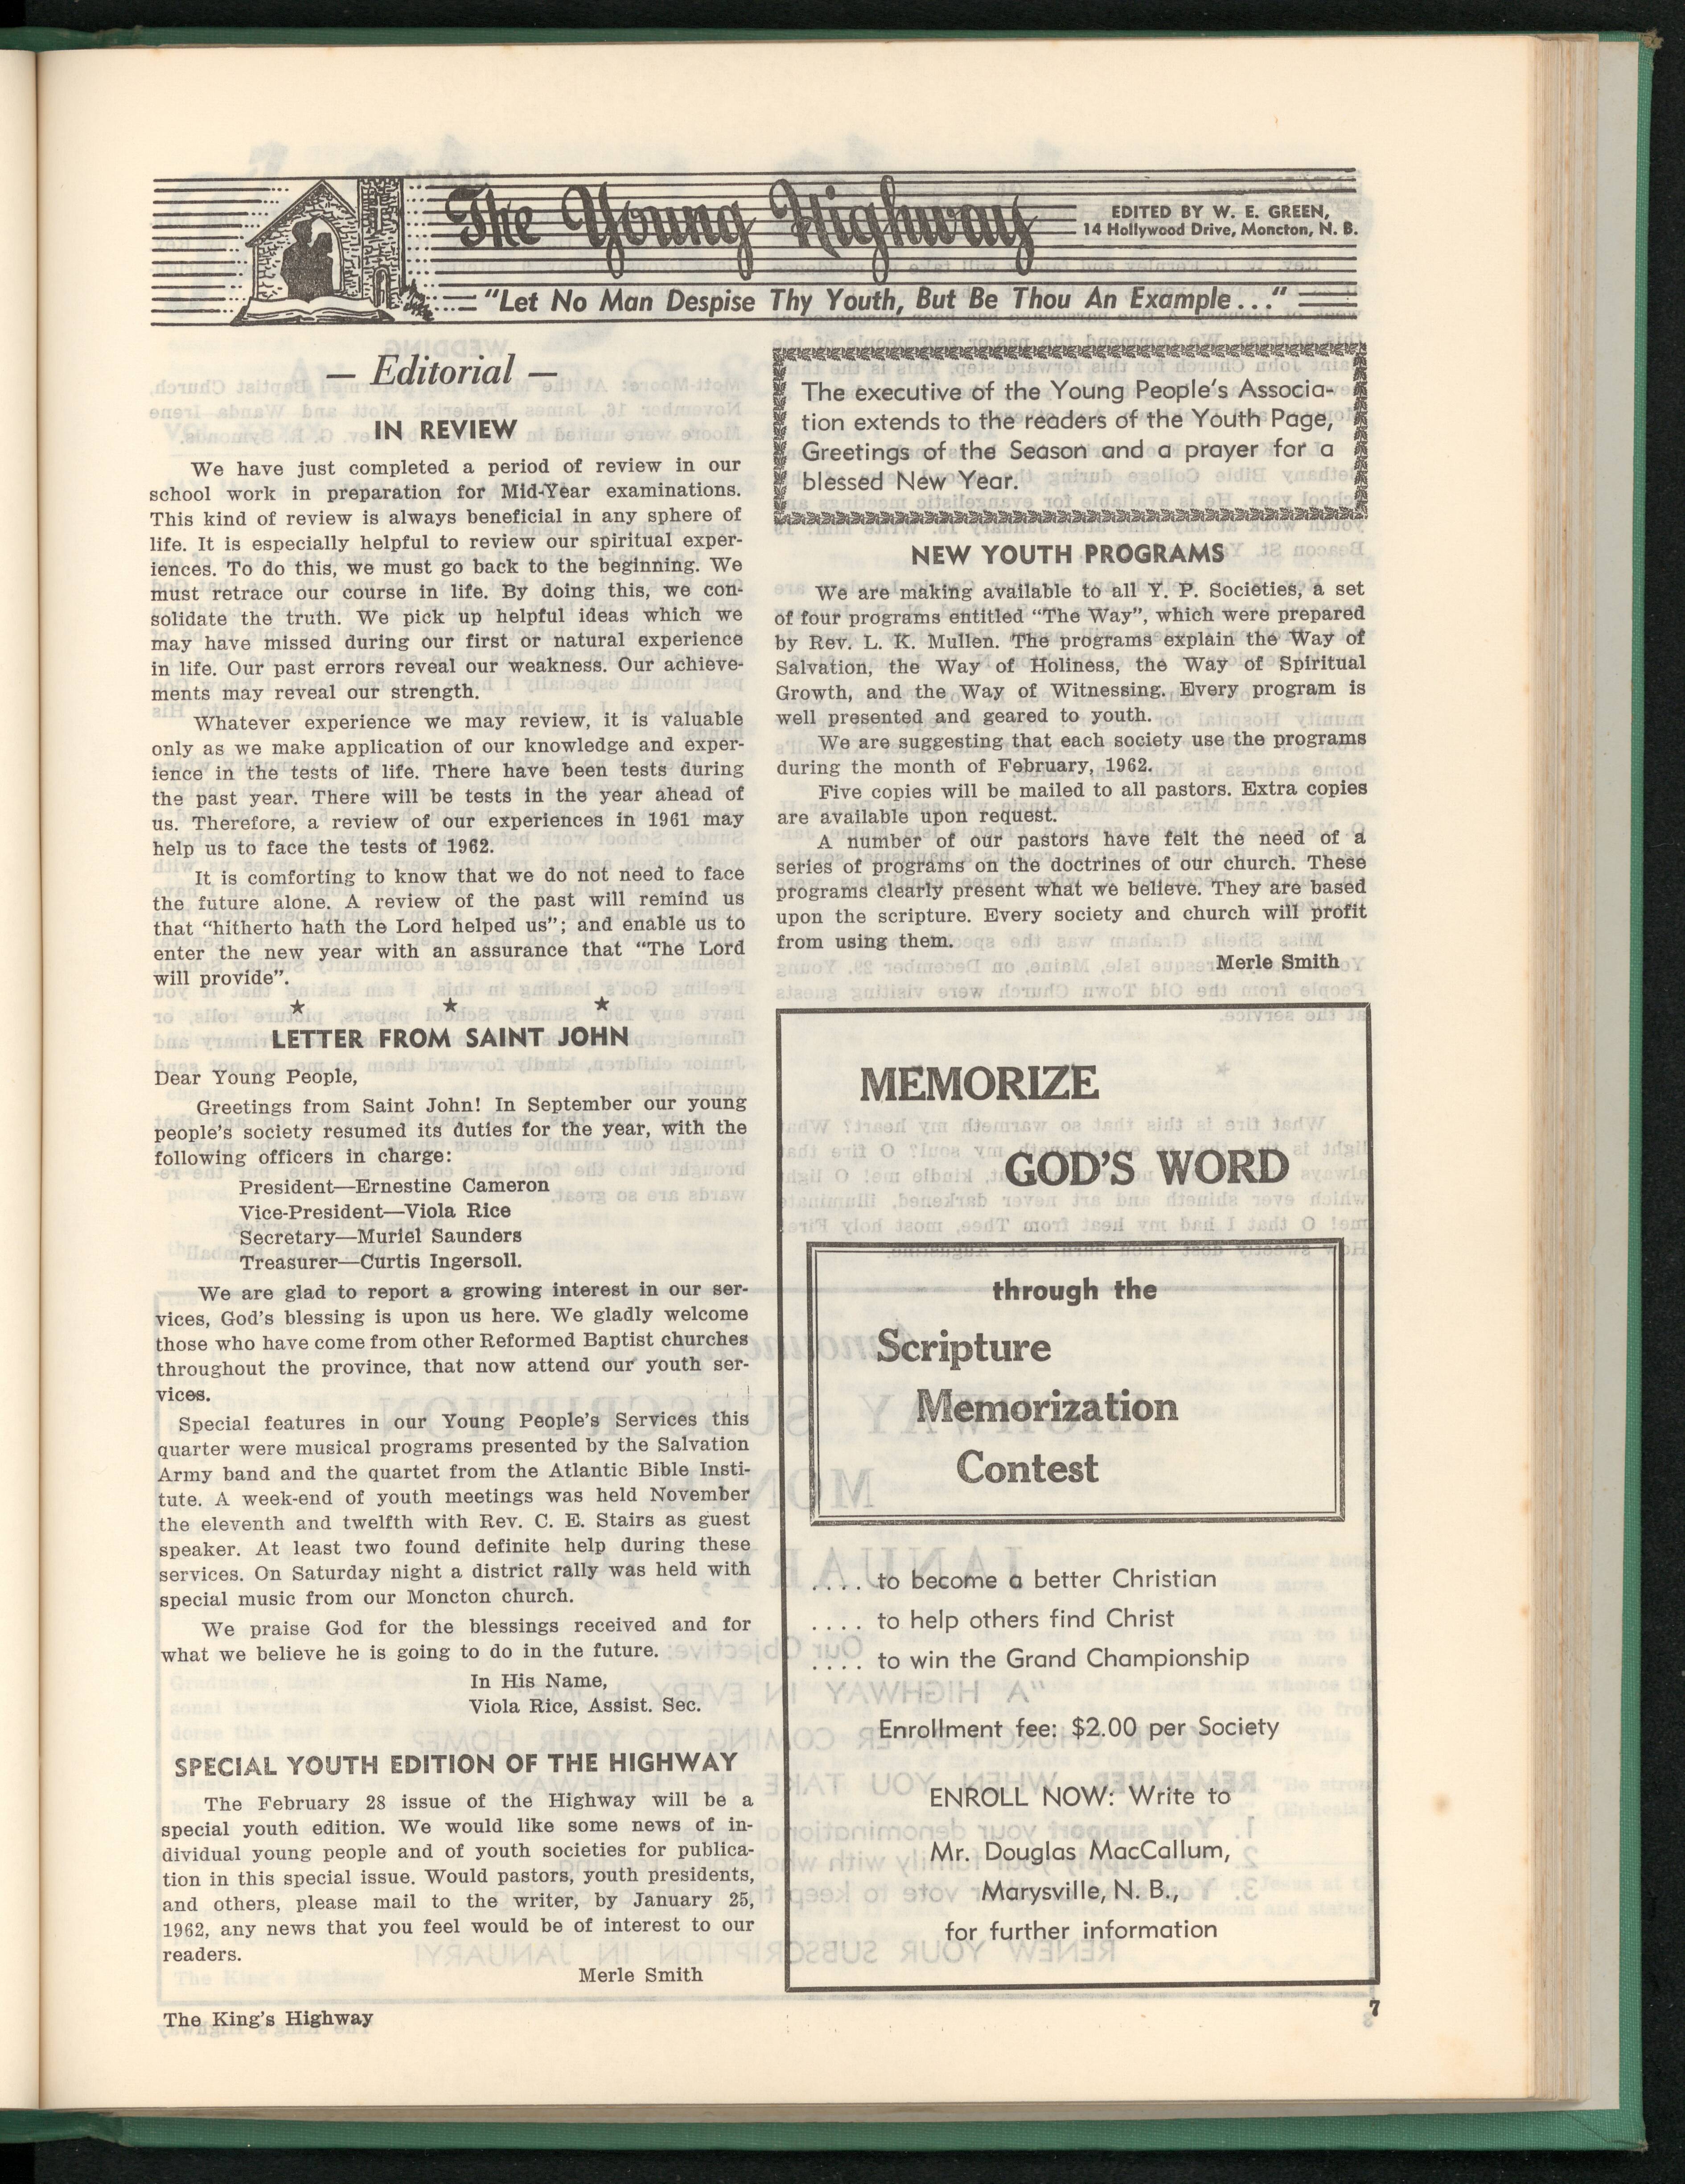 The Young Highway
EDITED BY W. E. GREEN,
14 Hollywood Drive, Moncton, N. B.
"Let No Man Despise Thy Youth, But Be Thou An Example . . ."
— Editorial —
IN REVIEW
We have just completed a period of review in our
school work in preparation for Mid-Year examinations.
This kind of review is always beneficial in any sphere of
life. It is especially helpful to review our spiritual exper-
iences. To do this, we must go back to the beginning. We
must retrace our course in life. By doing this, we con-
solidate the truth. We pick up helpful ideas which we
may have missed during our first or natural experience
in life. Our past errors reveal our weakness. Our achieve-
ments may reveal our strength.
Whatever experience we may review, it is valuable
only as we make application of our knowledge and exper-
ience in the tests of life. There have been tests during
the past year. There will be tests in the year ahead of
us. Therefore, a review of our experiences in 1961 may
help us to face the tests of 1962.
It is comforting to know that we do not need to face
the future alone. A review of the past will remind us
that "hitherto hath the Lord helped us"; and enable us to
enter the new year with an assurance that "The Lord
will provide".
★ ★ ★
LETTER FROM SAINT JOHN
Dear Young People,
Greetings from Saint John! In September our young
people's society resumed its duties for the year, with the
following officers in charge:
President—Ernestine Cameron
Vice-President—Viola Rice
Secretary—Muriel Saunders
Treasurer—Curtis Ingersoll.
We are glad to report a growing interest in our ser-
vices, God's blessing is upon us here. We gladly welcome
those who have come from other Reformed Baptist churches
throughout the province, that now attend our youth ser-
vices.
Special features in our Young People's Services this
quarter were musical programs presented by the Salvation
Army band and the quartet from the Atlantic Bible Insti-
tute. A week-end of youth meetings was held November
the eleventh and twelfth with Rev. C. E. Stairs as guest
speaker. At least two found definite help during these
services. On Saturday night a district rally was held with
special music from our Moncton church.
We praise God for the blessings received and for
what we believe he is going to do in the future.
In His Name,
Viola Rice, Assist. Sec.
SPECIAL YOUTH EDITION OF THE HIGHWAY
The February 28 issue of the Highway will be a
special youth edition. We would like some news of in-
dividual young people and of youth societies for publica-
tion in this special issue. Would pastors, youth presidents,
and others, please mail to the writer, by January 25,
1962, any news that you feel would be of interest to our
readers.
Merle Smith
The executive of the Young People's Associa-
tion extends to the readers of the Youth Page,
Greetings of the Season and a prayer for a
blessed New Year.
NEW YOUTH PROGRAMS
We are making available to all Y. P. Societies, a set
of four programs entitled "The Way", which were prepared
by Rev. L. K. Mullen. The programs explain the Way of
Salvation, the Way of Holiness, the Way of Spiritual
Growth, and the Way of Witnessing. Every program is
well presented and geared to youth.
We are suggesting that each society use the programs
during the month of February, 1962.
Five copies will be mailed to all pastors. Extra copies
are available upon request.
A number of our pastors have felt the need of a
series of programs on the doctrines of our church. These
programs clearly present what we believe. They are based
upon the scripture. Every society and church will profit
from using them.
Merle Smith
MEMORIZE
GOD'S WORD
through the
Scripture
Memorization
Contest
. . . . to become a better Christian
. . . . to help others find Christ
. . . . to win the Grand Championship
Enrollment fee: $2.00 per Society
ENROLL NOW: Write to
Mr. Douglas MacCallum,
Marysville, N. B.,
for further information
The King's Highway
7